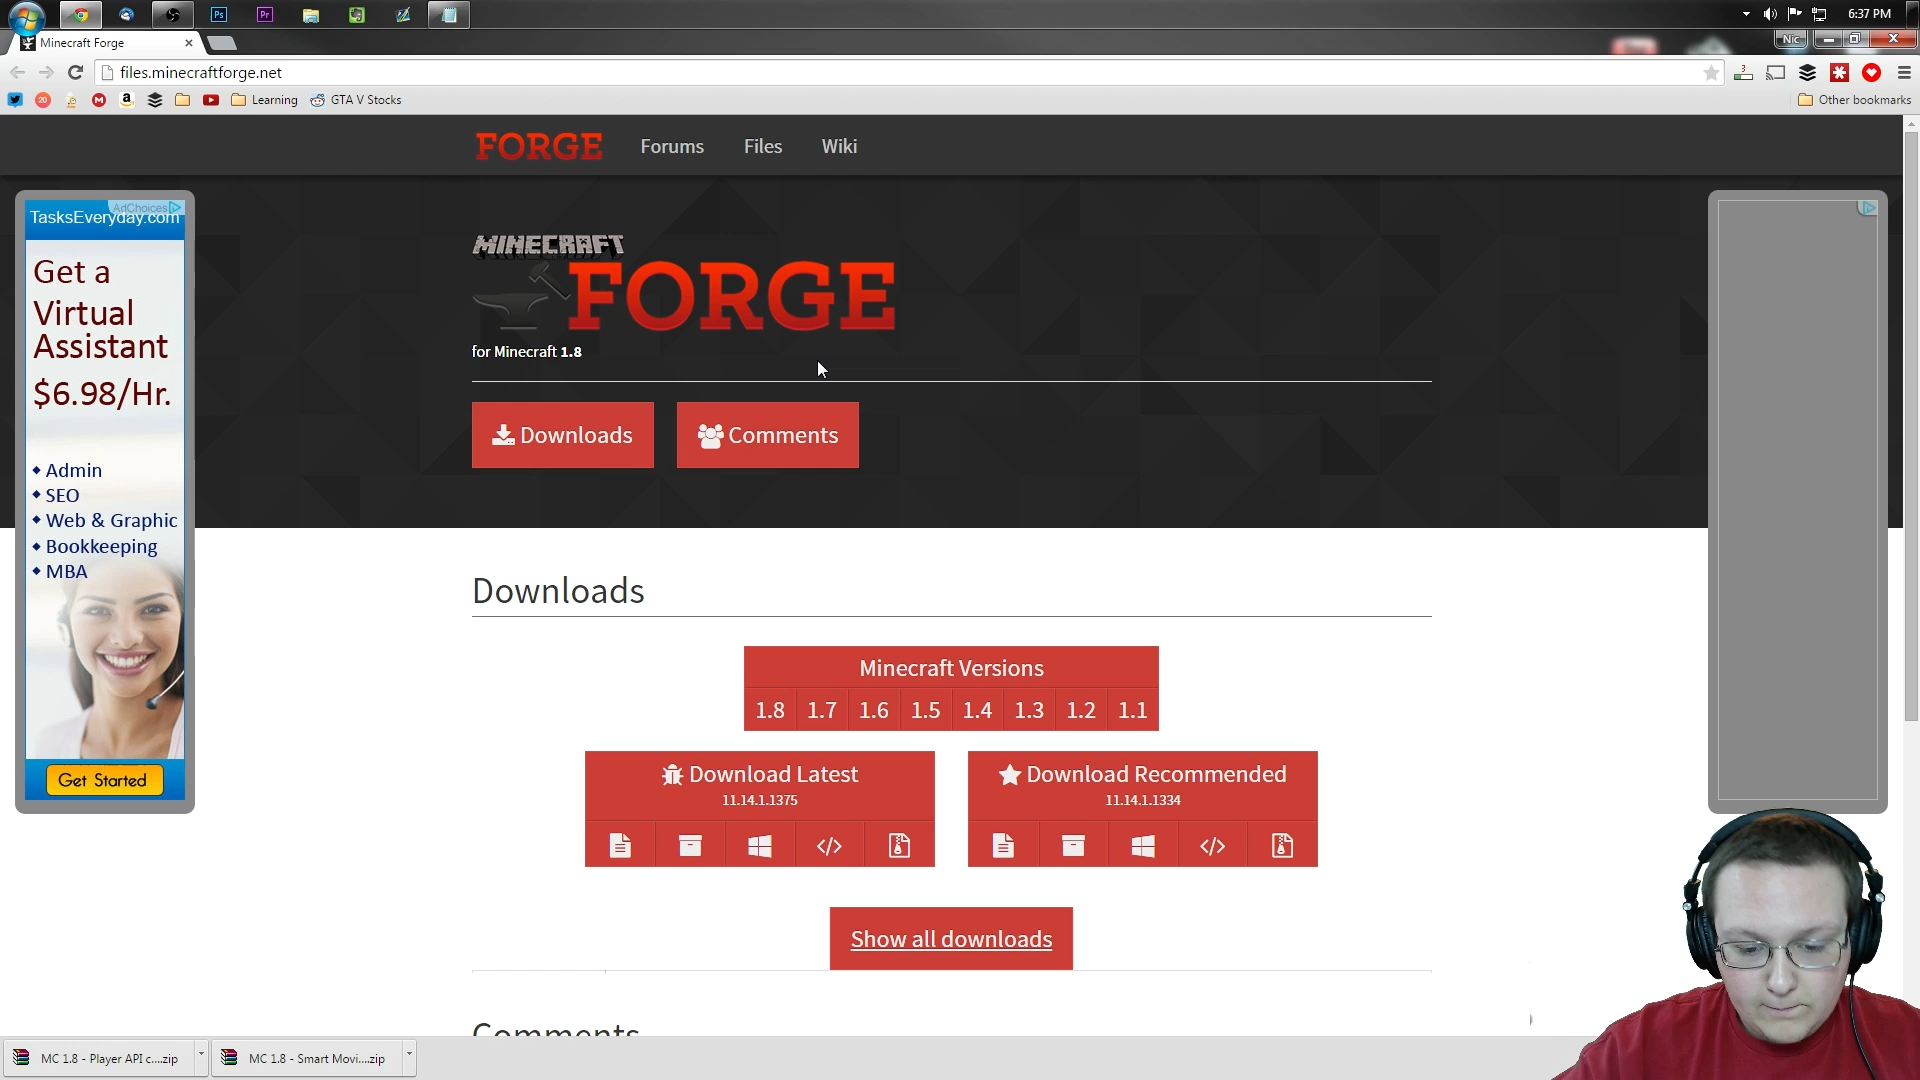 6:37 PM
Minecraft Forge
Nic
files.minecraftforge.net
3
20
Learning
GTA V Stocks
Other bookmarks
FORGE
Forums
Files
Wiki
AdChoices
TasksEveryday.com
Get a
Virtual
Assistant
$6.98/Hr.
Admin
SEO
Web & Graphic
Bookkeeping
MBA
Get Started
MINECRAFT
FORGE
for Minecraft 1.8
Downloads
Comments
Downloads
Minecraft Versions
1.8 1.7 1.6 1.5 1.4 1.3 1.2 1.1
Download Latest
11.14.1.1375
Download Recommended
11.14.1.1334
Show all downloads
Comments
MC 1.8 - Player API c....zip
MC 1.8 - Smart Movi....zip